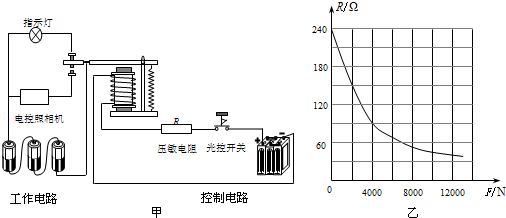 指示灯
电控照相机
R
压敏电阻
光控开关
+
-
工作电路
甲
控制电路
R/Ω
240
180
120
60
4000
8000
12000
F/N
乙